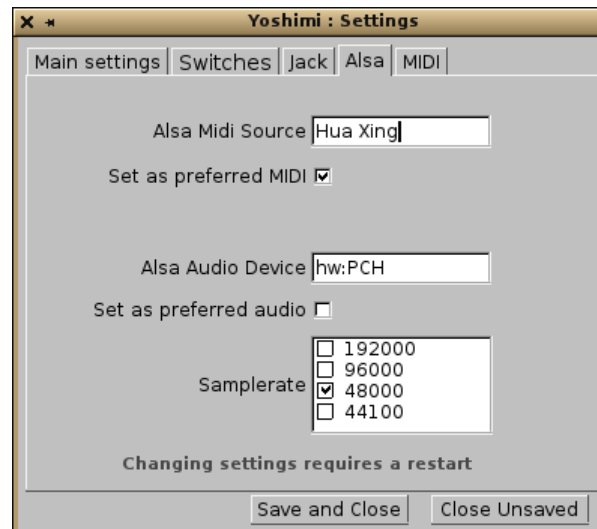 Yoshimi : Settings
Main settings Switches Jack Alsa MIDI
Alsa Midi Source Hua Xing
Set as preferred MIDI
Alsa Audio Device hw:PCH
Set as preferred audio
192000
96000
Samplerate 48000
44100
Changing settings requires a restart
Save and Close Close Unsaved